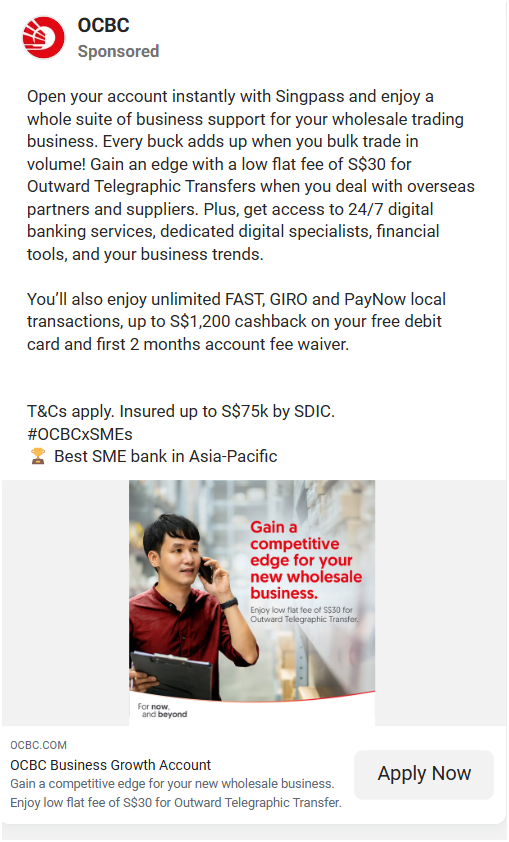 OCBC
Sponsored
Open your account instantly with Singpass and enjoy a
whole suite of business support for your wholesale trading
business. Every buck adds up when you bulk trade in
volume! Gain an edge with a low flat fee of S$30 for
Outward Telegraphic Transfers when you deal with overseas
partners and suppliers. Plus, get access to 24/7 digital
banking services, dedicated digital specialists, financial
tools, and your business trends.
You’ll also enjoy unlimited FAST, GIRO and PayNow local
transactions, up to S$1,200 cashback on your free debit
card and first 2 months account fee waiver.
T&Cs apply. Insured up to S$75k by SDIC.
#OCBCxSMEs
🏆 Best SME bank in Asia-Pacific
Gain a
competitive
edge for your
new wholesale
business.
Enjoy low flat fee of S$30 for
Outward Telegraphic Transfer.
For now,
and beyond
OCBC.COM
OCBC Business Growth Account
Gain a competitive edge for your new wholesale business.
Enjoy low flat fee of S$30 for Outward Telegraphic Transfer.
Apply Now